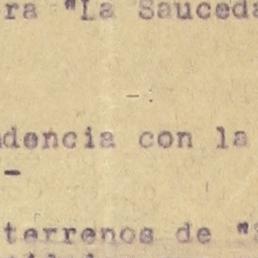 ra "La Sauceda
-:
dencia con la
-
terrenos de "